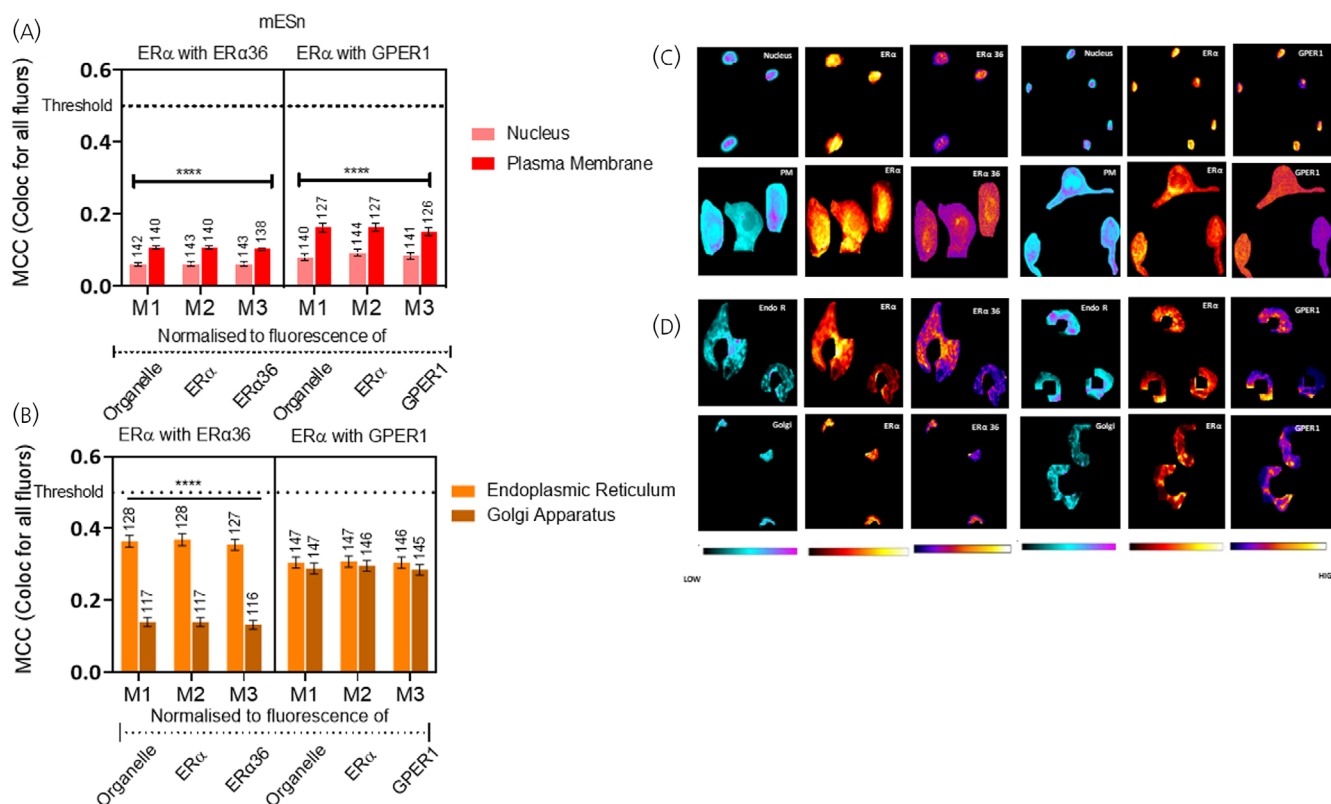 (A)
mESn
ERα with ERα36
ERα with GPER1
MCC (Coloc for all fluors)
0.6
Threshold
0.4
0.2
0.0
****
****
142 140 143 140 143 138 140 127 144 127 141 126
M1 M2 M3 M1 M2 M3
Normalised to fluorescence of
Organelle ERα ERα36 Organelle ERα GPER1
Nucleus
Plasma Membrane
(B)
ERα with ERα36
ERα with GPER1
MCC (Coloc for all fluors)
0.6
Threshold
0.4
0.2
0.0
****
128 117 128 117 127 116 147 147 147 146 146 145
M1 M2 M3 M1 M2 M3
Normalised to fluorescence of
Organelle ERα ERα36 Organelle ERα GPER1
Endoplasmic Reticulum
Golgi Apparatus
(C)
Nucleus ERα ERα 36 Nucleus ERα GPER1
PM ERα ERα 36 PM ERα GPER1
(D)
Endo R ERα ERα 36 Endo R ERα GPER1
Golgi ERα ERα 36 Golgi ERα GPER1
LOW
HIG